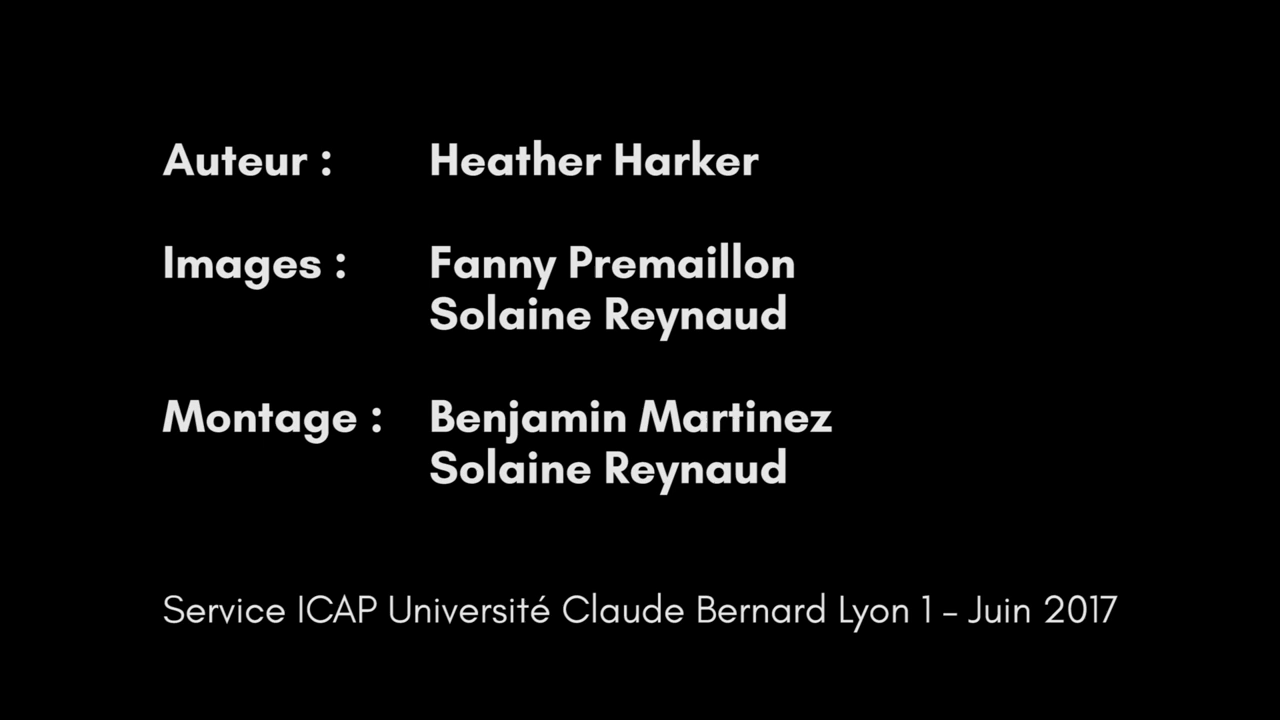 Auteur : Heather Harker
Images : Fanny Premaillon
Solaine Reynaud
Montage : Benjamin Martinez
Solaine Reynaud
Service ICAP Université Claude Bernard Lyon 1 – Juin 2017